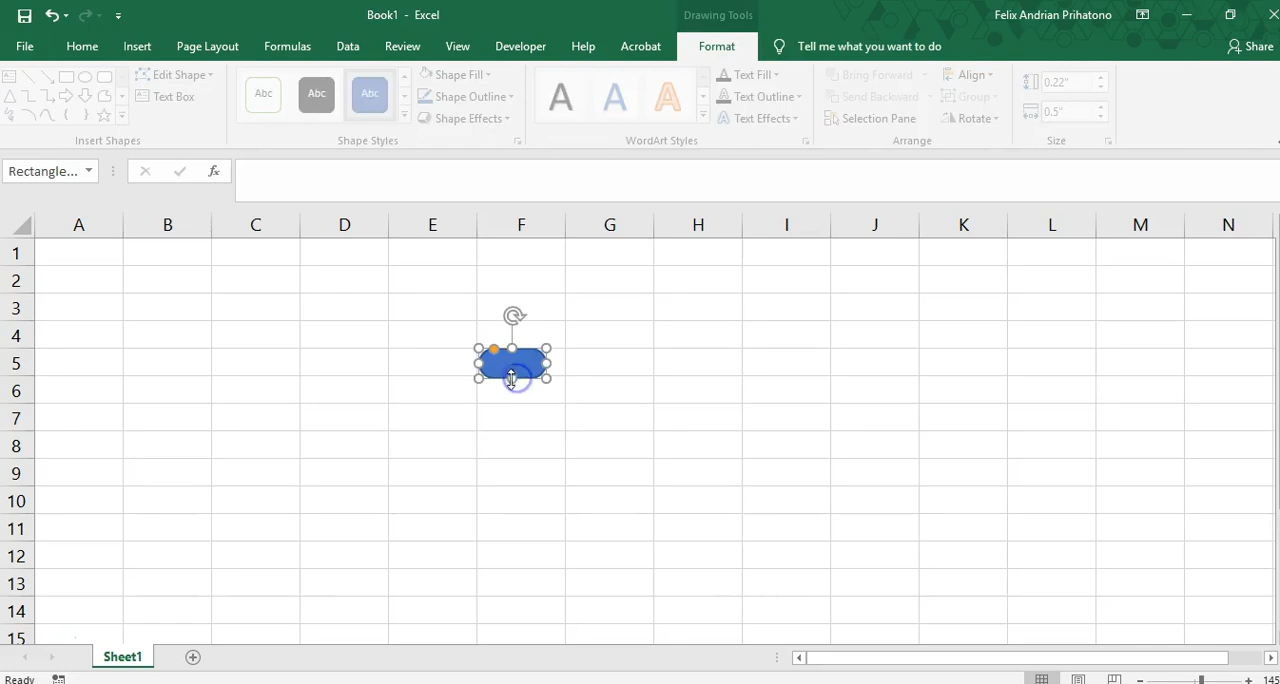 Book1 - Excel
Drawing Tools
Felix Andrian Prihatono
File Home Insert Page Layout Formulas Data Review View Developer Help Acrobat Format Tell me what you want to do Share
Edit Shape
Text Box
Insert Shapes
Abc Abc Abc
Shape Fill
Shape Outline
Shape Effects
Shape Styles
A A A
Text Fill
Text Outline
Text Effects
WordArt Styles
Bring Forward
Send Backward
Selection Pane
Align
Group
Rotate
Arrange
0.22"
0.5"
Size
Rectangle... fx
A B C D E F G H I J K L M N
1
2
3
4
5
6
7
8
9
10
11
12
13
14
15
Sheet1
Ready
145